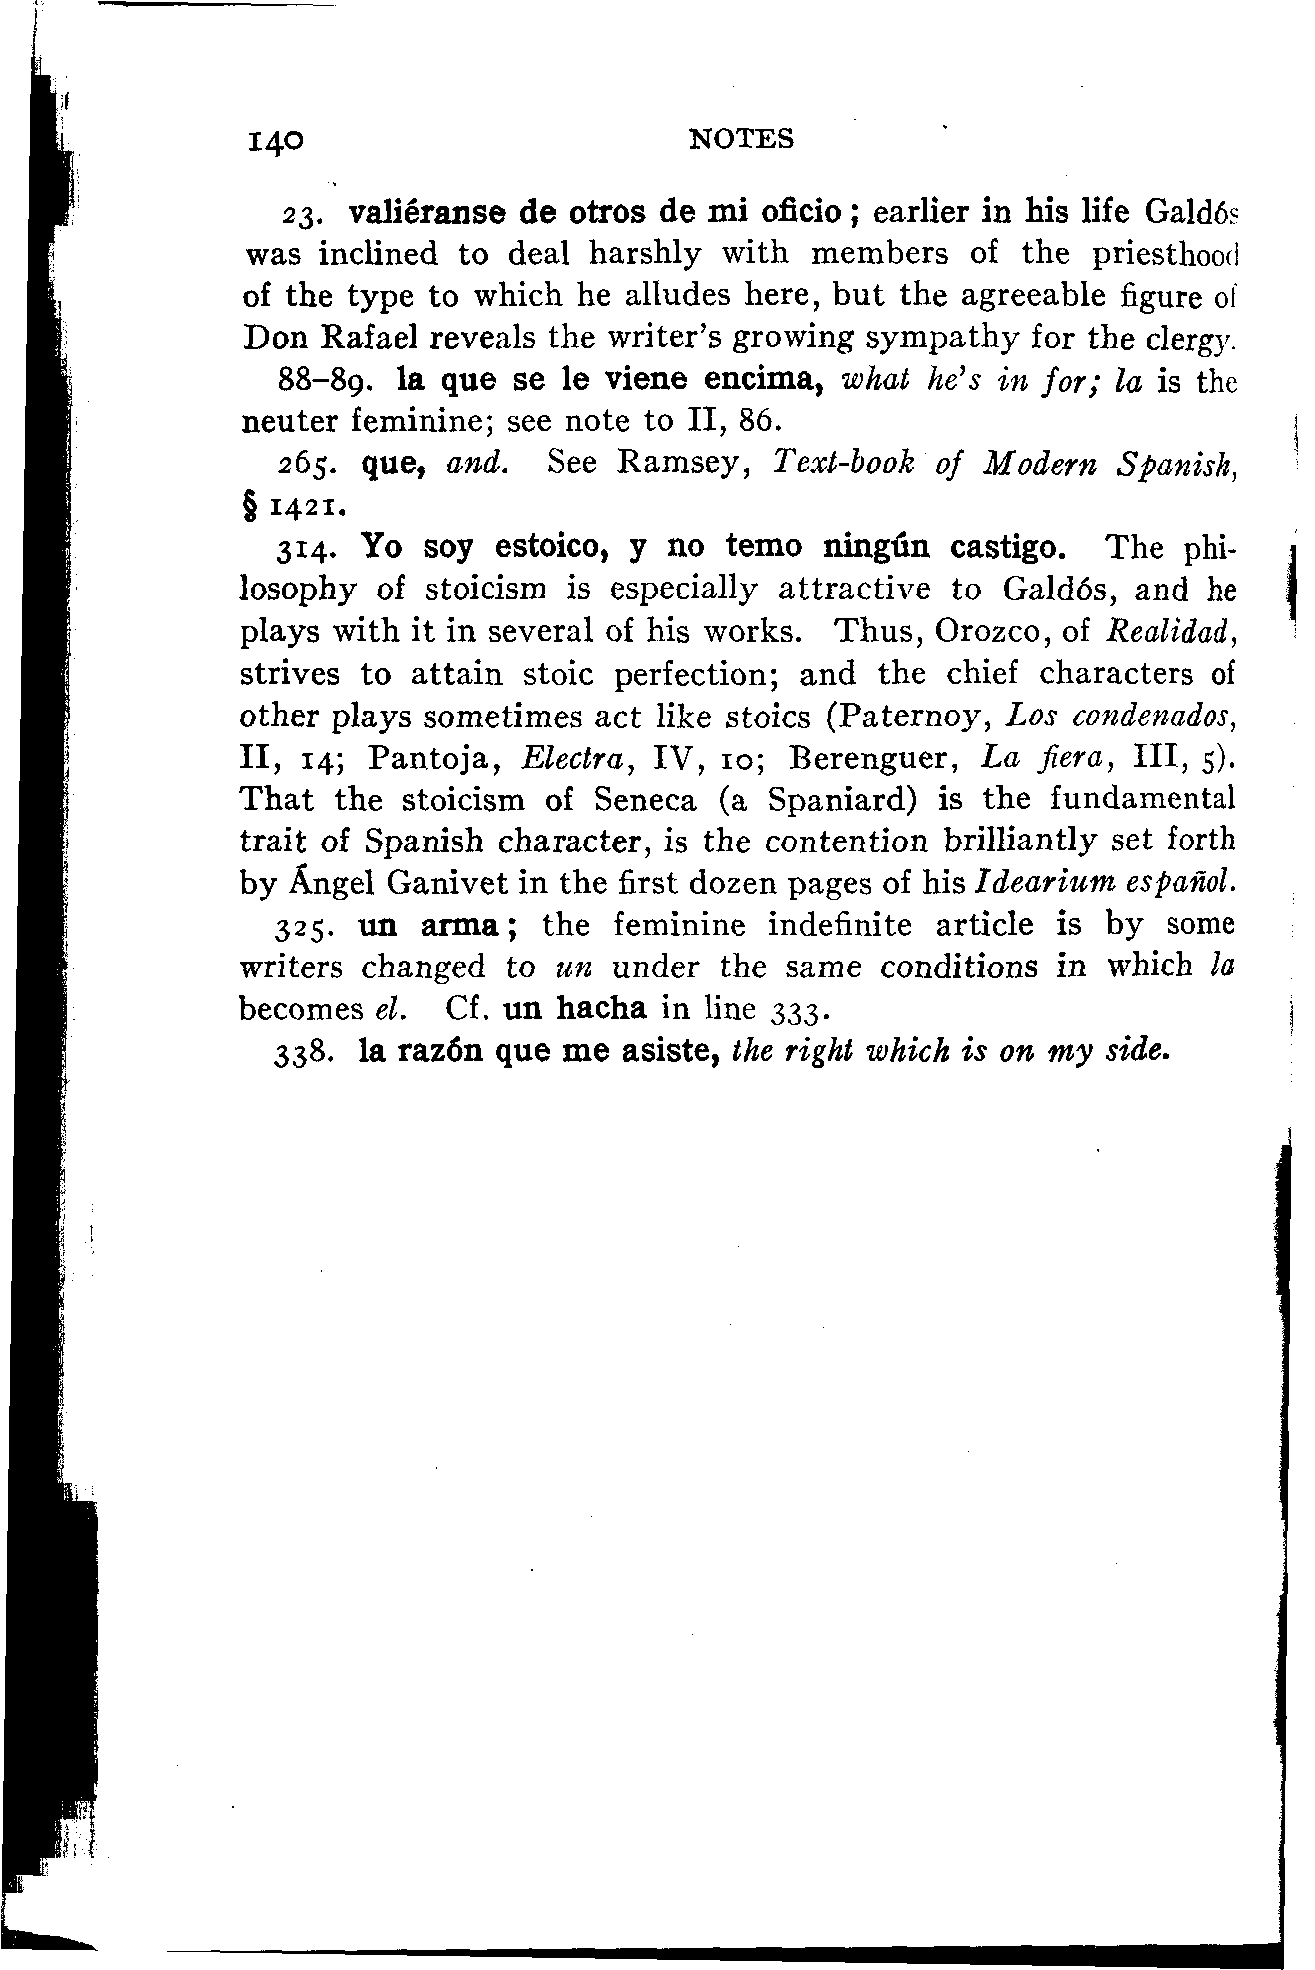 140 NOTES
23. valiéranse de otros de mi oficio; earlier in his life Galdós
was inclined to deal harshly with members of the priesthood
of the type to which he alludes here, but the agreeable figure of
Don Rafael reveals the writer's growing sympathy for the clergy.
88–89. la que se le viene encima, what he's in for; la is the
neuter feminine; see note to II, 86.
265. que, and. See Ramsey, Text-book of Modern Spanish,
§ 1421.
314. Yo soy estoico, y no temo ningún castigo. The phi-
losophy of stoicism is especially attractive to Galdós, and he
plays with it in several of his works. Thus, Orozco, of Realidad,
strives to attain stoic perfection; and the chief characters of
other plays sometimes act like stoics (Paternoy, Los condenados,
II, 14; Pantoja, Electra, IV, 10; Berenguer, La fiera, III, 5).
That the stoicism of Seneca (a Spaniard) is the fundamental
trait of Spanish character, is the contention brilliantly set forth
by Ángel Ganivet in the first dozen pages of his Idearium español.
325. un arma; the feminine indefinite article is by some
writers changed to un under the same conditions in which la
becomes el. Cf. un hacha in line 333.
338. la razón que me asiste, the right which is on my side.